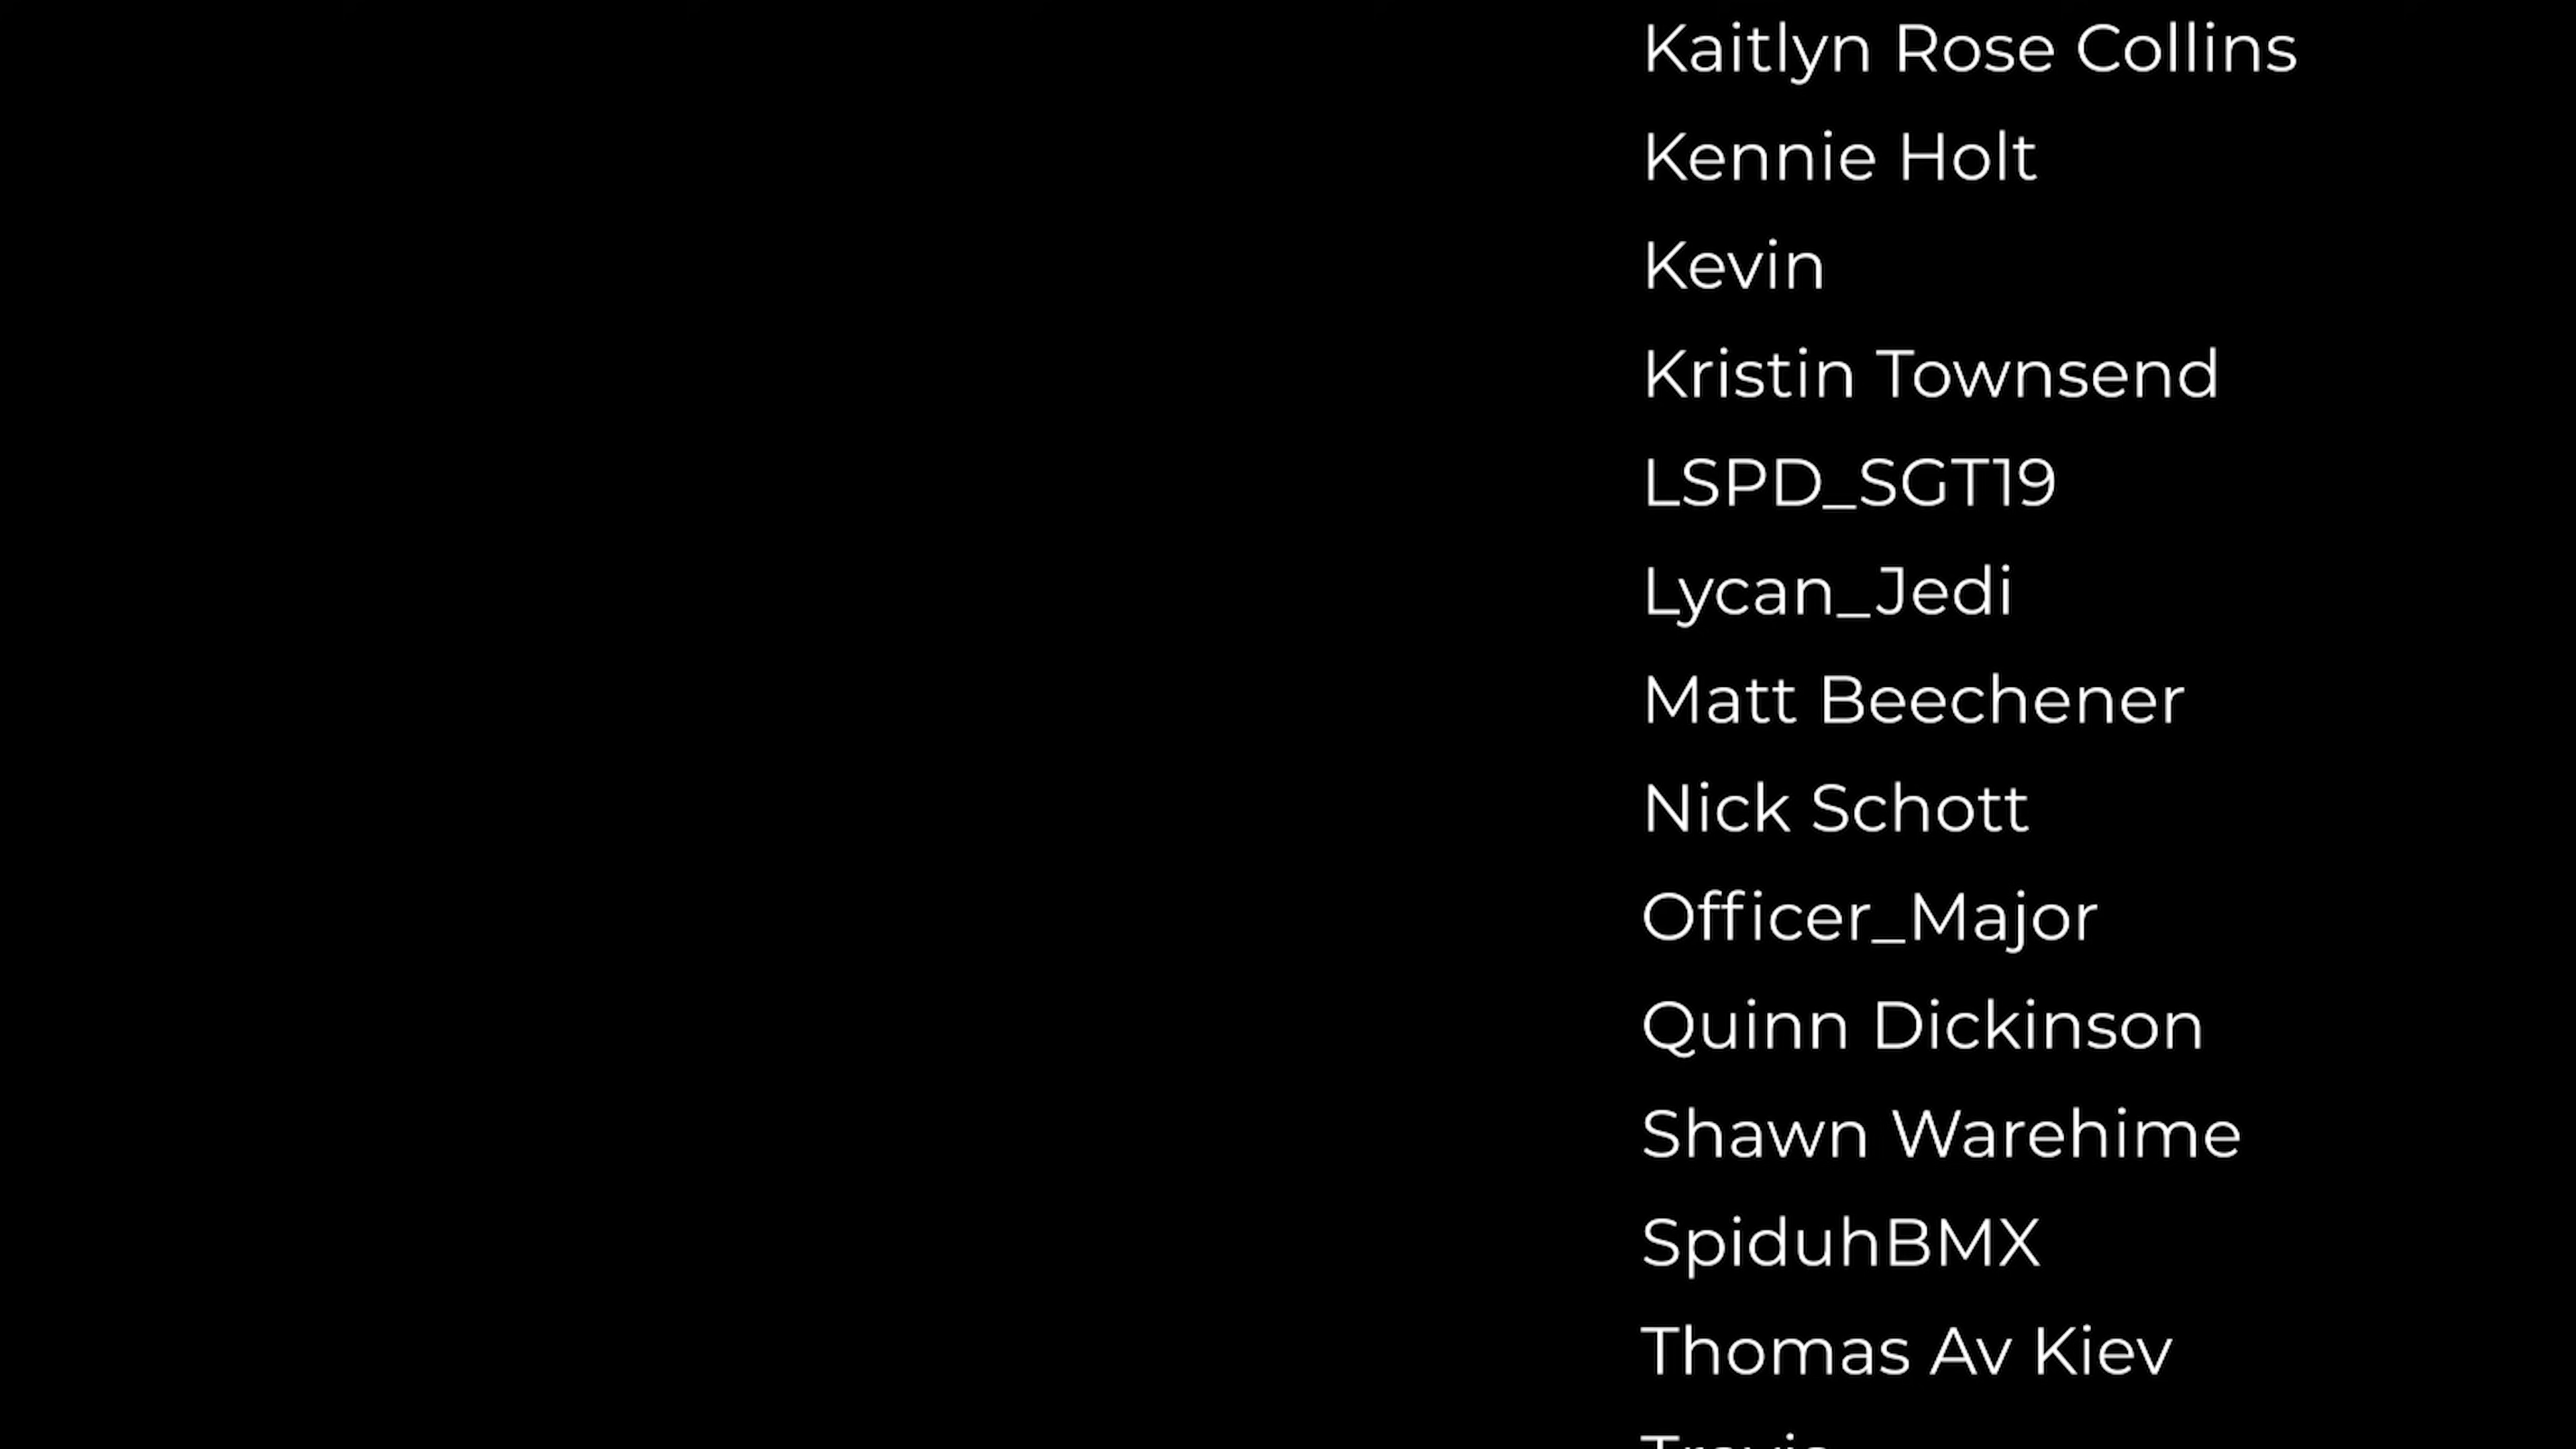 Kaitlyn Rose Collins
Kennie Holt
Kevin
Kristin Townsend
LSPD_SGT19
Lycan_Jedi
Matt Beechener
Nick Schott
Officer_Major
Quinn Dickinson
Shawn Warehime
SpiduhBMX
Thomas Av Kiev